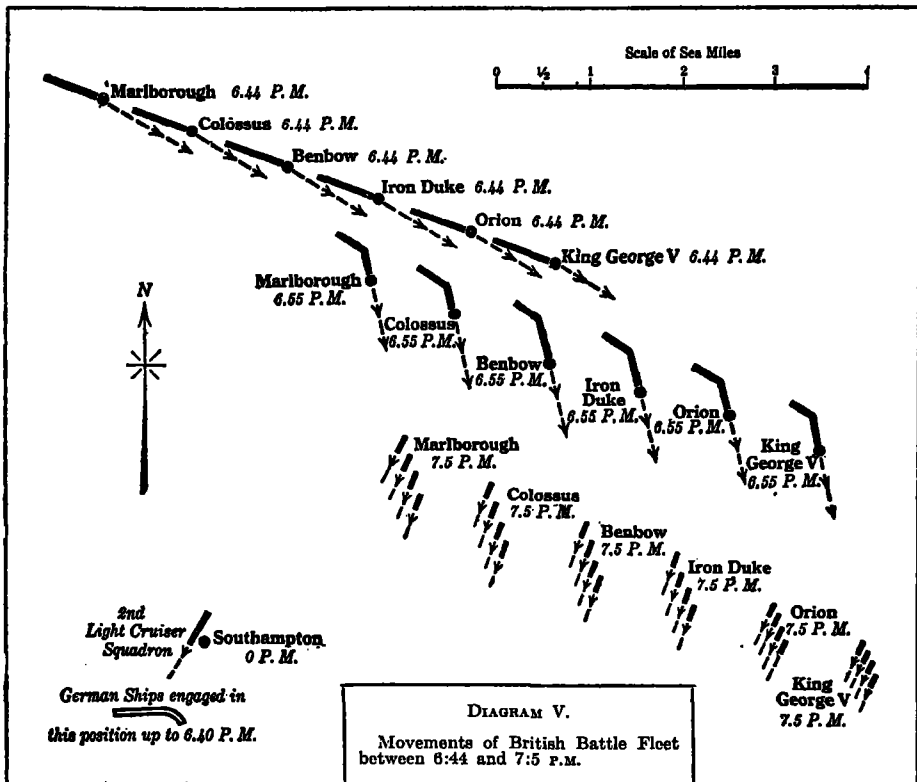 Scale of Sea Miles
0 ½ 1 2 3 4
Marlborough 6.44 P.M.
Colossus 6.44 P.M.
Benbow 6.44 P.M.
Iron Duke 6.44 P.M.
Orion 6.44 P.M.
King George V 6.44 P.M.
N
Marlborough
6.55 P.M.
Colossus
6.55 P.M.
Benbow
6.55 P.M.
Iron
Duke
6.55 P.M.
Orion
6.55 P.M.
King
George V
6.55 P.M.
Marlborough
7.5 P.M.
Colossus
7.5 P.M.
Benbow
7.5 P.M.
Iron Duke
7.5 P.M.
Orion
7.5 P.M.
King
George V
7.5 P.M.
2nd
Light Cruiser
Squadron
Southampton
0 P.M.
German Ships engaged in
this position up to 6.40 P.M.
DIAGRAM V.
Movements of British Battle Fleet
between 6:44 and 7:5 P.M.